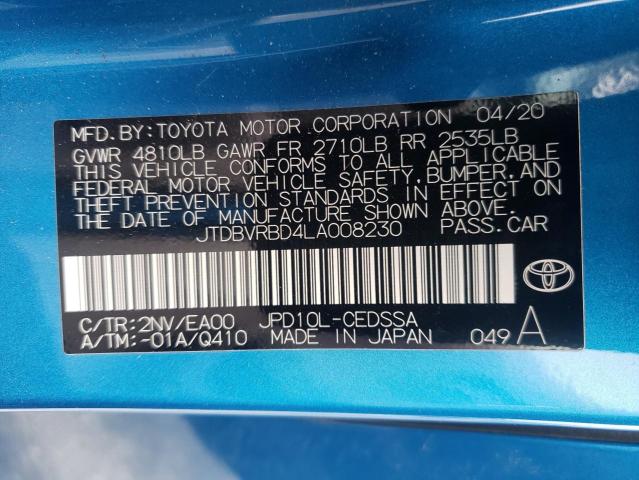 MFD. BY: TOYOTA MOTOR CORPORATION 04/20
GVWR 4810LB GAWR FR 2710LB RR 2535LB
THIS VEHICLE CONFORMS TO ALL APPLICABLE
FEDERAL MOTOR VEHICLE SAFETY, BUMPER, AND
THEFT PREVENTION STANDARDS IN EFFECT ON
THE DATE OF MANUFACTURE SHOWN ABOVE.
JTDBVRBD4LA008230 PASS. CAR
C/TR: 2NV/EA00 JPD10L-CEDSSA
A/TM: -01A/Q410 MADE IN JAPAN 049 A